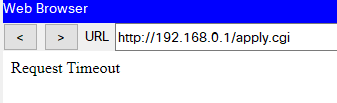 Web Browser
< > URL http://192.168.0.1/apply.cgi
Request Timeout